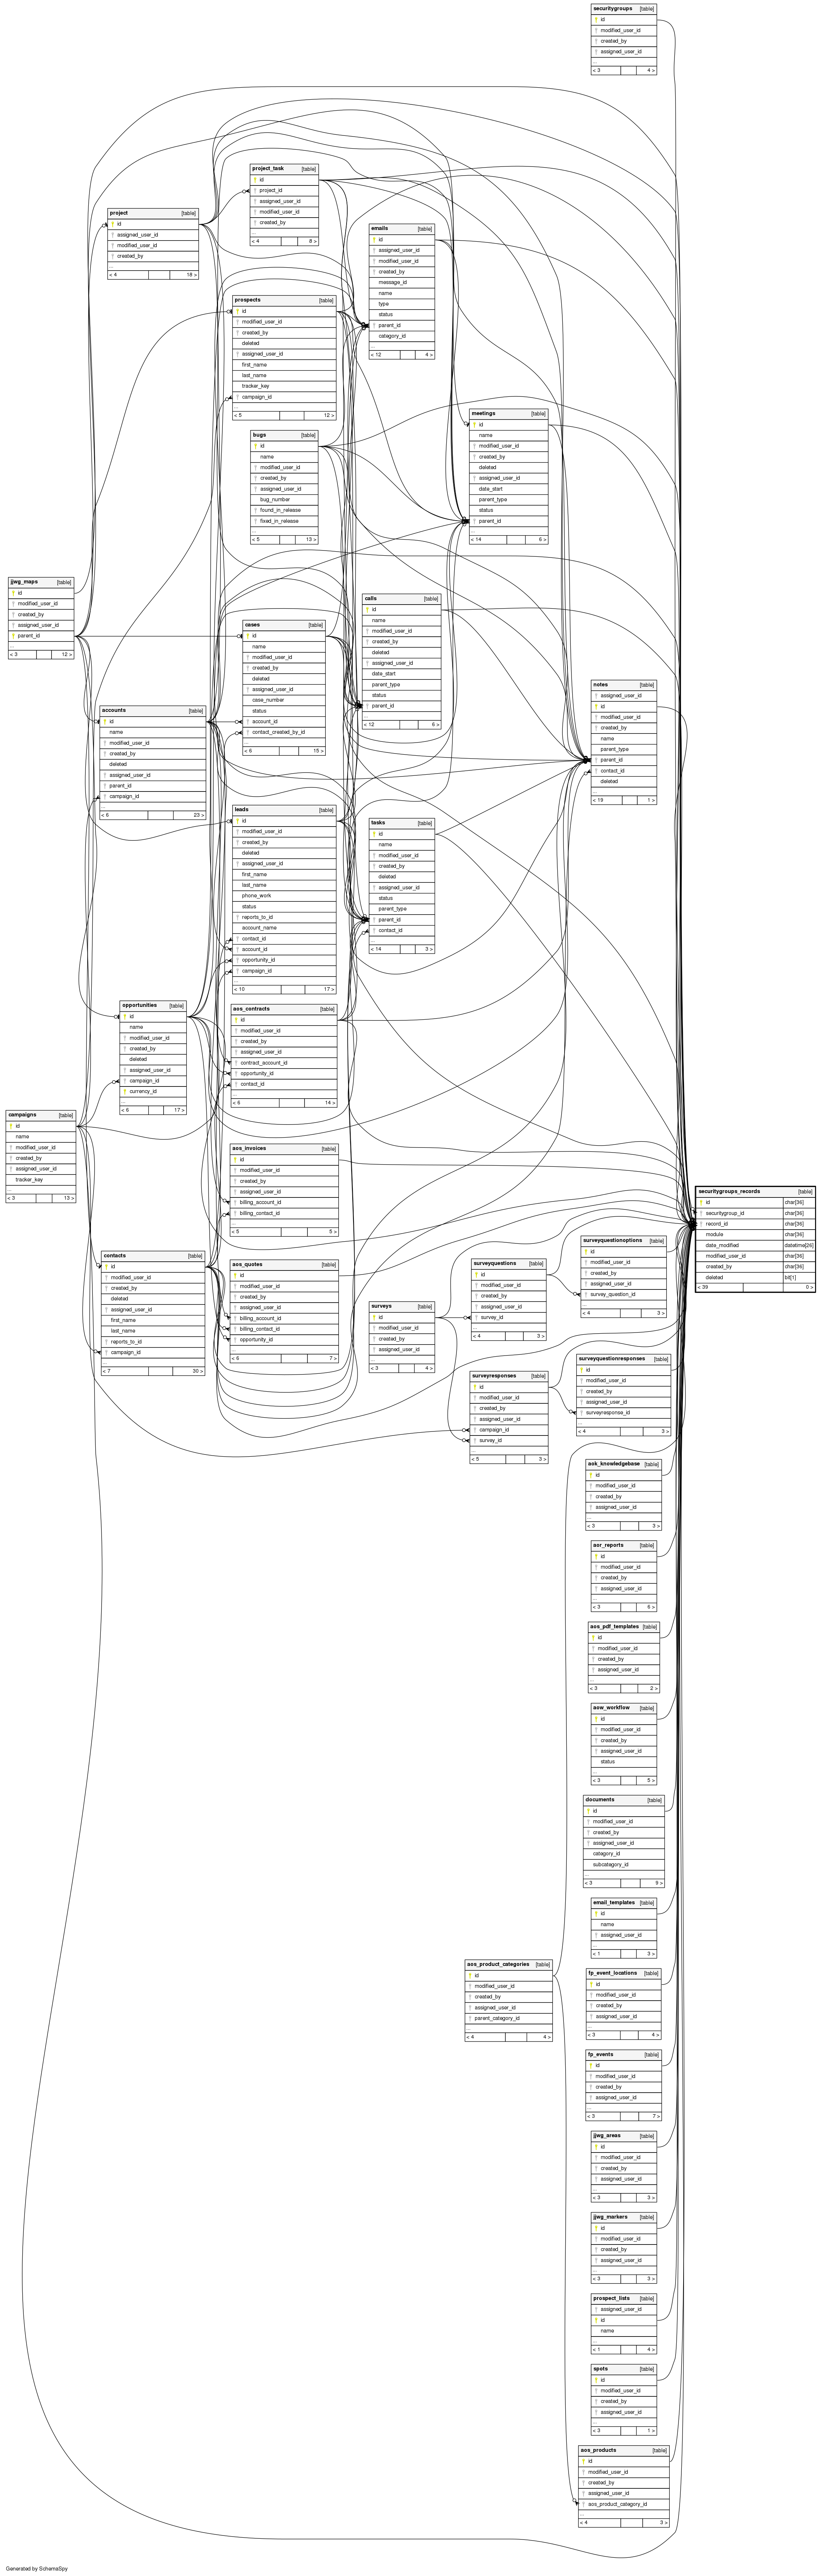 securitygroups [table]
id
modified_user_id
created_by
assigned_user_id
...
< 3 4 >
project_task [table]
id
project_id
assigned_user_id
modified_user_id
created_by
...
< 4 8 >
project [table]
id
assigned_user_id
modified_user_id
created_by
...
< 4 18 >
emails [table]
id
assigned_user_id
modified_user_id
created_by
message_id
name
type
status
parent_id
category_id
...
< 12 4 >
prospects [table]
id
modified_user_id
created_by
deleted
assigned_user_id
first_name
last_name
tracker_key
campaign_id
...
< 5 12 >
meetings [table]
id
name
modified_user_id
created_by
deleted
assigned_user_id
date_start
parent_type
status
parent_id
...
< 14 6 >
bugs [table]
id
name
modified_user_id
created_by
assigned_user_id
bug_number
found_in_release
fixed_in_release
...
< 5 13 >
jjwg_maps [table]
id
modified_user_id
created_by
assigned_user_id
parent_id
...
< 3 12 >
calls [table]
id
name
modified_user_id
created_by
deleted
assigned_user_id
date_start
parent_type
status
parent_id
...
< 12 6 >
cases [table]
id
name
modified_user_id
created_by
deleted
assigned_user_id
case_number
status
account_id
contact_created_by_id
...
< 6 15 >
notes [table]
assigned_user_id
id
modified_user_id
created_by
name
parent_type
parent_id
contact_id
deleted
...
< 19 1 >
accounts [table]
id
name
modified_user_id
created_by
deleted
assigned_user_id
parent_id
campaign_id
...
< 6 23 >
leads [table]
id
modified_user_id
created_by
deleted
assigned_user_id
first_name
last_name
phone_work
status
reports_to_id
account_name
contact_id
account_id
opportunity_id
campaign_id
...
< 10 17 >
tasks [table]
id
name
modified_user_id
created_by
deleted
assigned_user_id
status
parent_type
parent_id
contact_id
...
< 14 3 >
opportunities [table]
id
name
modified_user_id
created_by
deleted
assigned_user_id
campaign_id
currency_id
...
< 6 17 >
aos_contracts [table]
id
modified_user_id
created_by
assigned_user_id
contract_account_id
opportunity_id
contact_id
...
< 6 14 >
campaigns [table]
id
name
modified_user_id
created_by
assigned_user_id
tracker_key
...
< 3 13 >
aos_invoices [table]
id
modified_user_id
created_by
assigned_user_id
billing_account_id
billing_contact_id
...
< 5 5 >
securitygroups_records [table]
id char[36]
securitygroup_id char[36]
record_id char[36]
module char[36]
date_modified datetime[26]
modified_user_id char[36]
created_by char[36]
deleted bit[1]
< 39 0 >
contacts [table]
id
modified_user_id
created_by
deleted
assigned_user_id
first_name
last_name
reports_to_id
campaign_id
...
< 7 30 >
aos_quotes [table]
id
modified_user_id
created_by
assigned_user_id
billing_account_id
billing_contact_id
opportunity_id
...
< 6 7 >
surveyquestionoptions [table]
id
modified_user_id
created_by
assigned_user_id
survey_question_id
...
< 4 3 >
surveyquestions [table]
id
modified_user_id
created_by
assigned_user_id
survey_id
...
< 4 3 >
surveys [table]
id
modified_user_id
created_by
assigned_user_id
...
< 3 4 >
surveyquestionresponses [table]
id
modified_user_id
created_by
assigned_user_id
surveyresponse_id
...
< 4 3 >
surveyresponses [table]
id
modified_user_id
created_by
assigned_user_id
campaign_id
survey_id
...
< 5 3 >
aok_knowledgebase [table]
id
modified_user_id
created_by
assigned_user_id
...
< 3 3 >
aor_reports [table]
id
modified_user_id
created_by
assigned_user_id
...
< 3 6 >
aos_pdf_templates [table]
id
modified_user_id
created_by
assigned_user_id
...
< 3 2 >
aow_workflow [table]
id
modified_user_id
created_by
assigned_user_id
status
...
< 3 5 >
documents [table]
id
modified_user_id
created_by
assigned_user_id
category_id
subcategory_id
...
< 3 9 >
email_templates [table]
id
name
assigned_user_id
...
< 1 3 >
aos_product_categories [table]
id
modified_user_id
created_by
assigned_user_id
parent_category_id
...
< 4 4 >
fp_event_locations [table]
id
modified_user_id
created_by
assigned_user_id
...
< 3 4 >
fp_events [table]
id
modified_user_id
created_by
assigned_user_id
...
< 3 7 >
jjwg_areas [table]
id
modified_user_id
created_by
assigned_user_id
...
< 3 3 >
jjwg_markers [table]
id
modified_user_id
created_by
assigned_user_id
...
< 3 3 >
prospect_lists [table]
assigned_user_id
id
name
...
< 1 4 >
spots [table]
id
modified_user_id
created_by
assigned_user_id
...
< 3 1 >
aos_products [table]
id
modified_user_id
created_by
assigned_user_id
aos_product_category_id
...
< 4 3 >
Generated by SchemaSpy